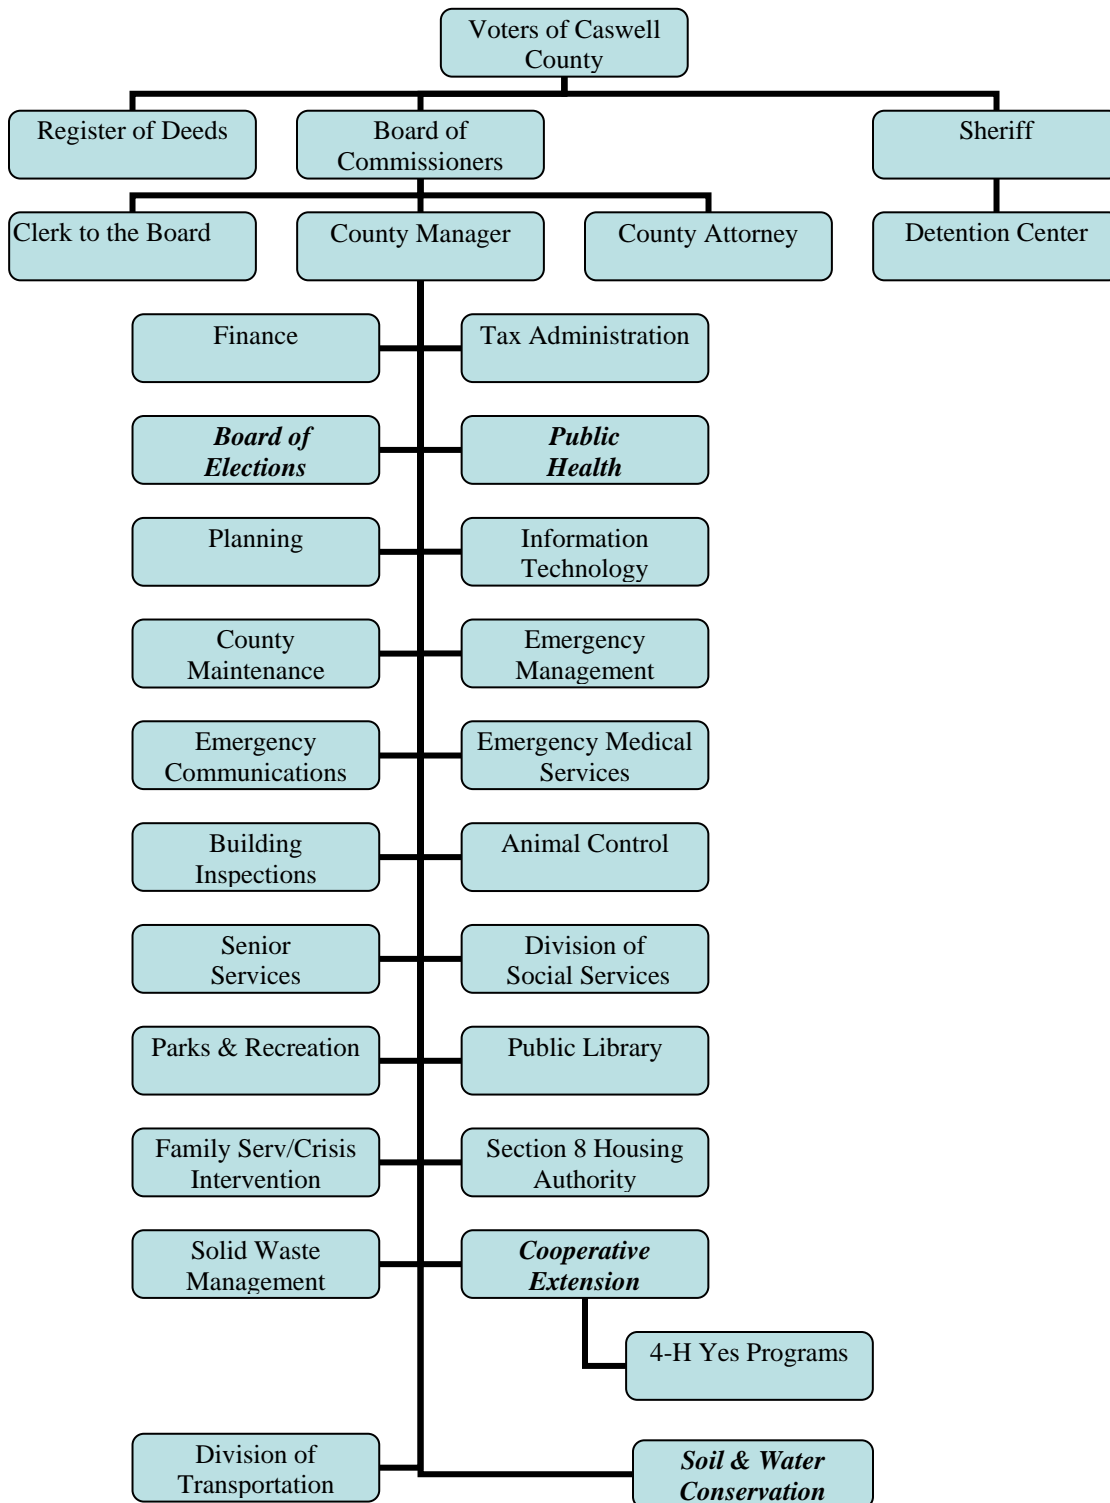 Voters of Caswell
County
Register of Deeds
Board of
Commissioners
Sheriff
Clerk to the Board
County Manager
County Attorney
Detention Center
Finance
Tax Administration
Board of
Elections
Public
Health
Planning
Information
Technology
County
Maintenance
Emergency
Management
Emergency
Communications
Emergency Medical
Services
Building
Inspections
Animal Control
Senior
Services
Division of
Social Services
Parks & Recreation
Public Library
Family Serv/Crisis
Intervention
Section 8 Housing
Authority
Solid Waste
Management
Cooperative
Extension
4-H Yes Programs
Division of
Transportation
Soil & Water
Conservation